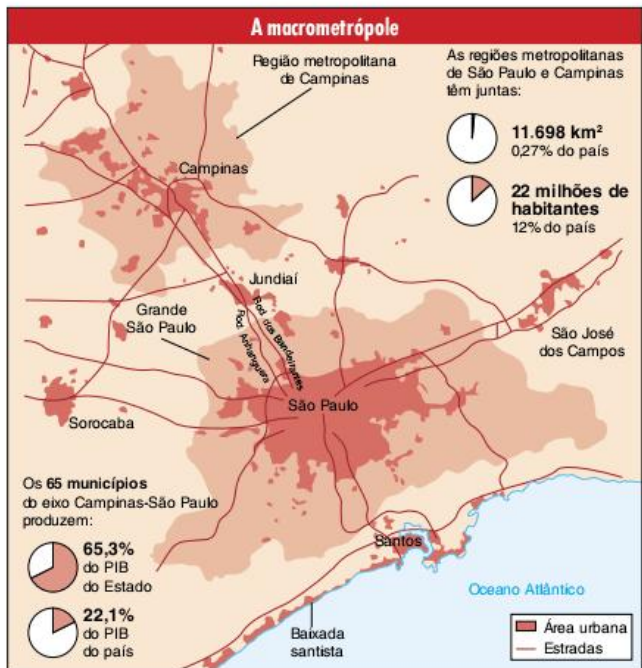 A macrometrópole
Região metropolitana
de Campinas
As regiões metropolitanas
de São Paulo e Campinas
têm juntas:
11.698 km²
0,27% do país
22 milhões de
habitantes
12% do país
Campinas
Jundiaí
Grande
São Paulo
Rod. dos Bandeirantes
Rod. Anhanguera
São José
dos Campos
São Paulo
Sorocaba
Os 65 municípios
do eixo Campinas-São Paulo
produzem:
65,3%
do PIB
do Estado
22,1%
do PIB
do país
Santos
Baixada
santista
Oceano Atlântico
Área urbana
Estradas